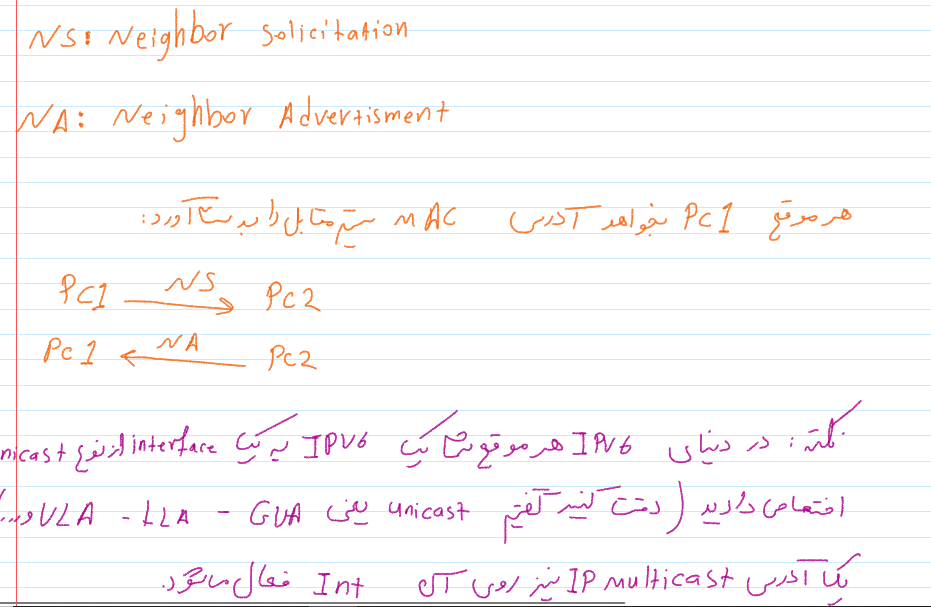 NS: Neighbor Solicitation
NA: Neighbor Advertisment
هر موقع PC1 بخواهد آدرس MAC سیستم مقابل را بدست آورد:
PC1 NS PC2
PC1 NA PC2
نکته: در دنیای IPV6 هر موقع شما یک IPV6 به یک interface از نوع nicast
اختصاص دادید (دقت کنید گفتیم unicast یعنی GUA - LLA - ULA و...
یک آدرس IP multicast نیز روی آن Int فعال میشود.